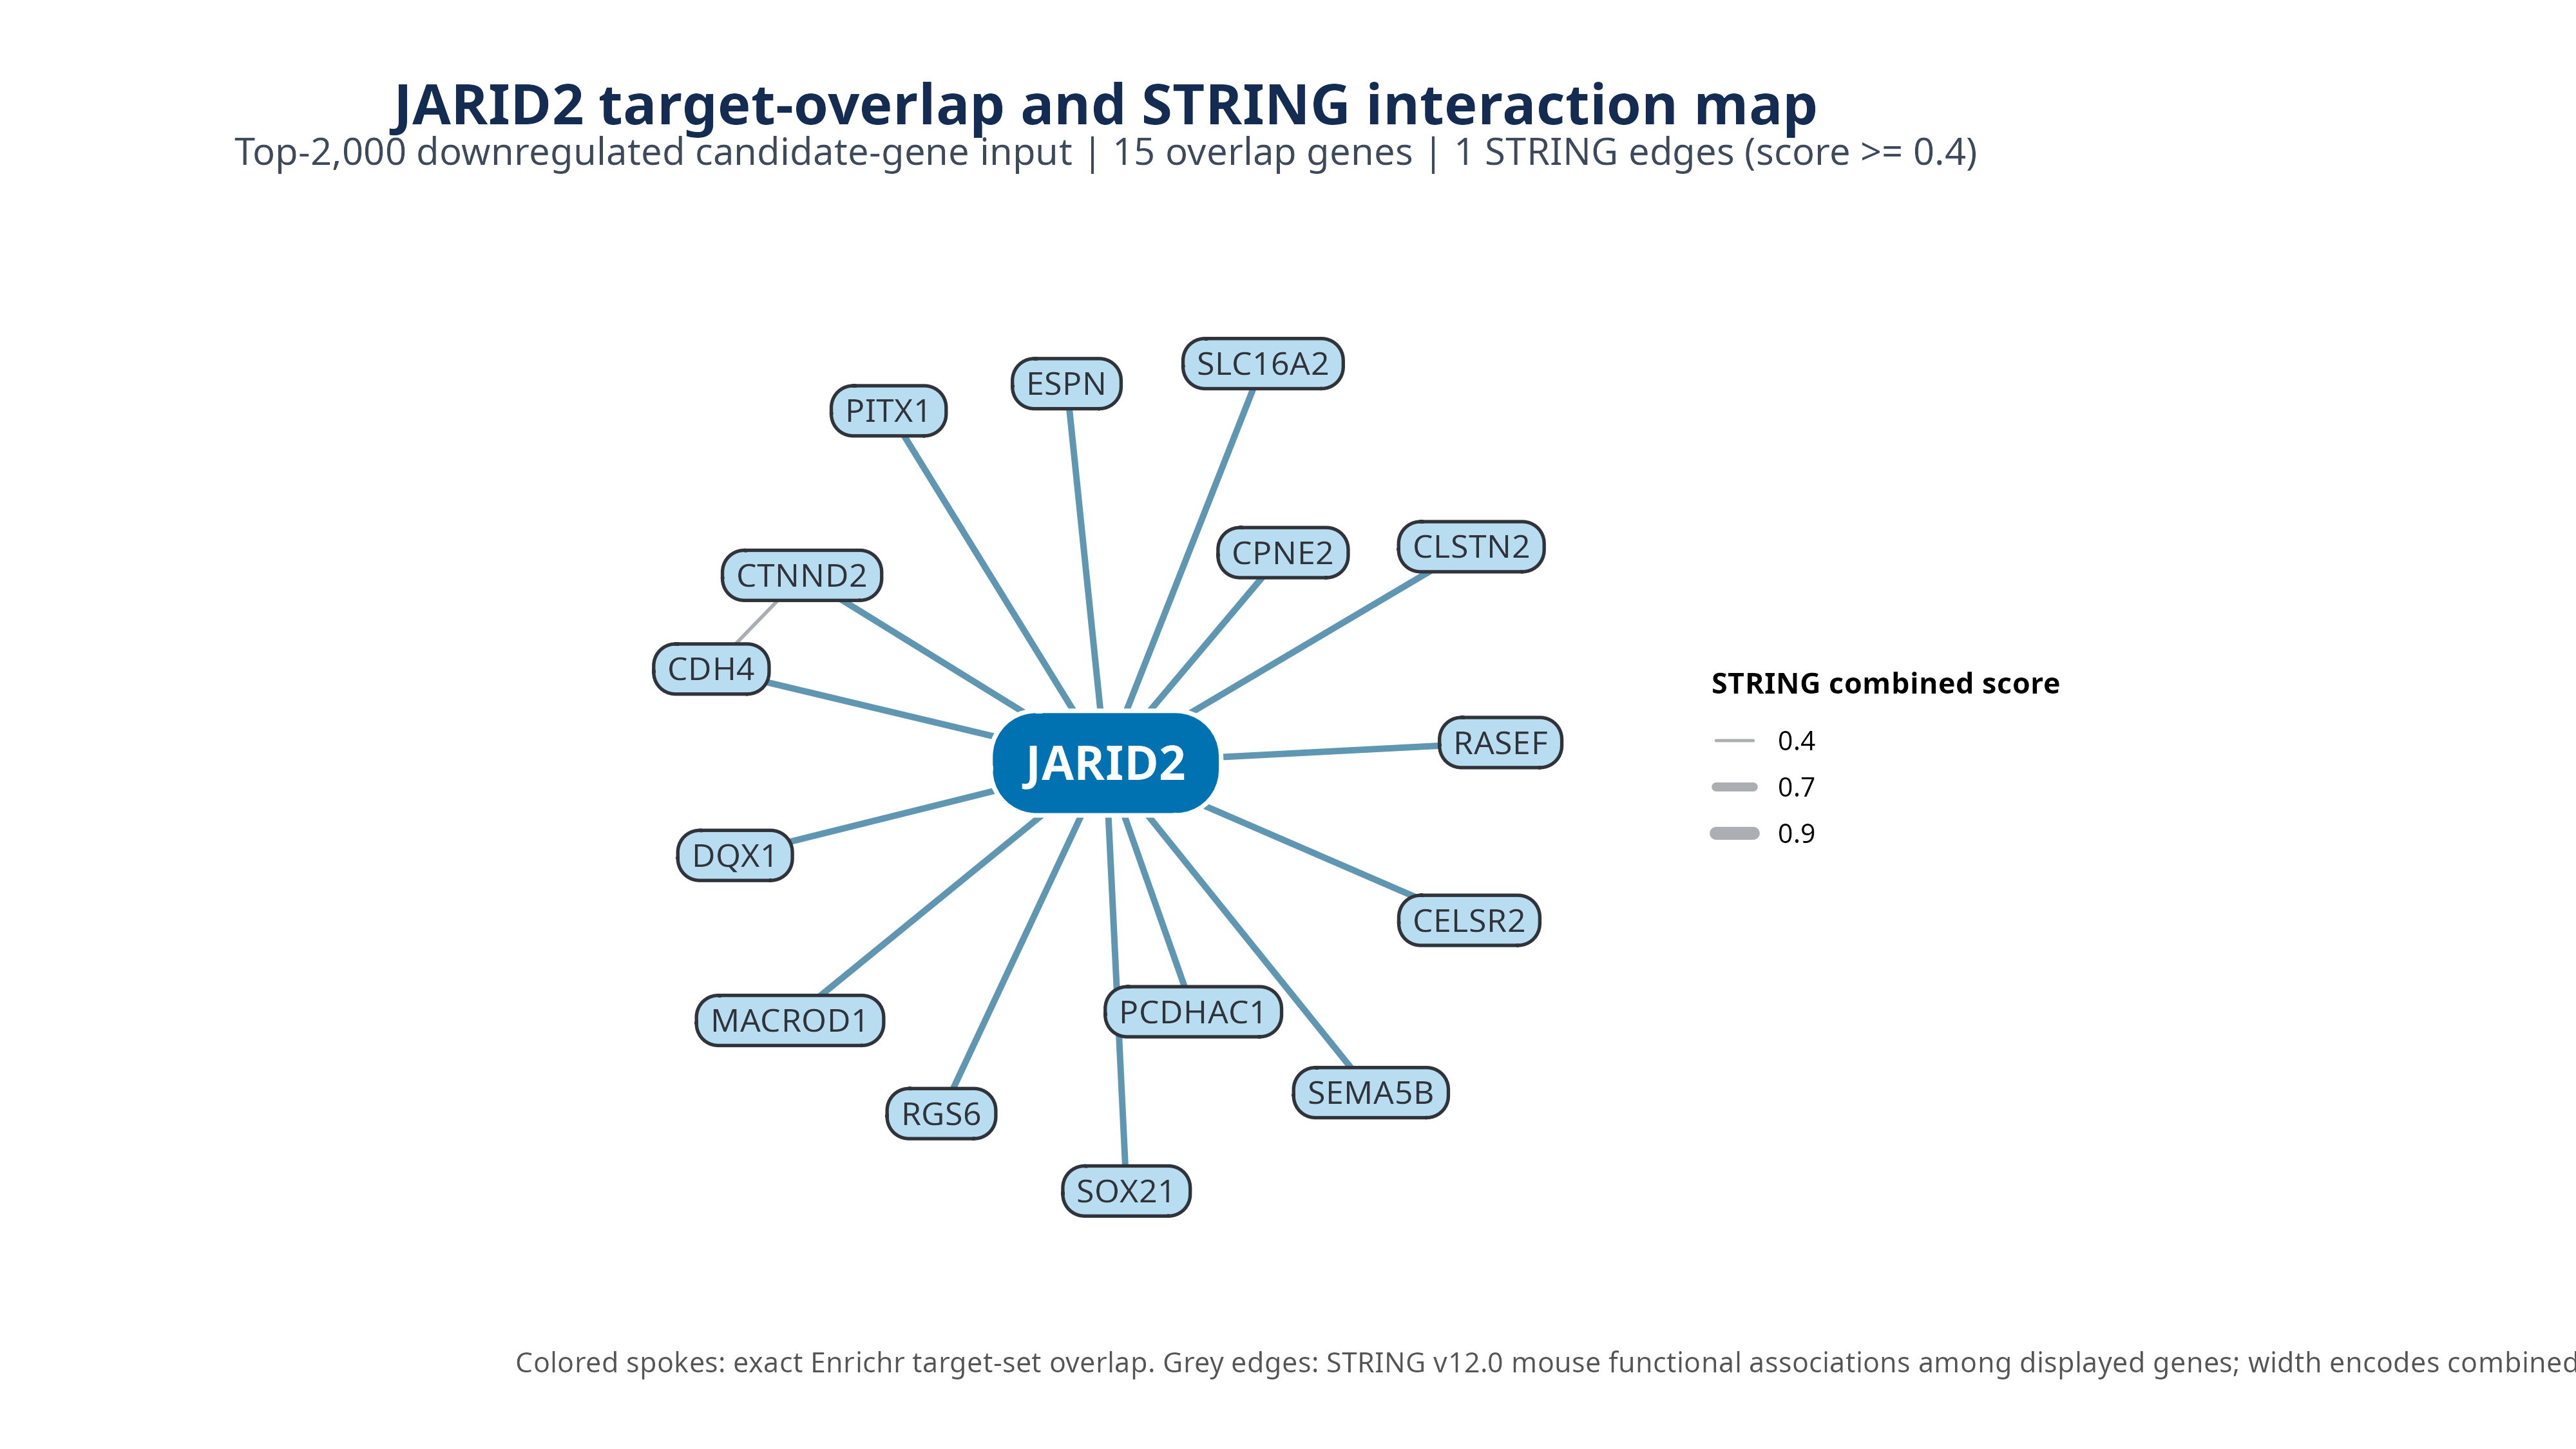 JARID2 target-overlap and STRING interaction map
Top-2,000 downregulated candidate-gene input | 15 overlap genes | 1 STRING edges (score >= 0.4)
SLC16A2
ESPN
PITX1
CPNE2
CLSTN2
CTNND2
CDH4
STRING combined score
RASEF
0.4
JARID2
0.7
0.9
DQX1
CELSR2
PCDHAC1
MACROD1
SEMA5B
RGS6
SOX21
Colored spokes: exact Enrichr target-set overlap. Grey edges: STRING v12.0 mouse functional associations among displayed genes; width encodes combined